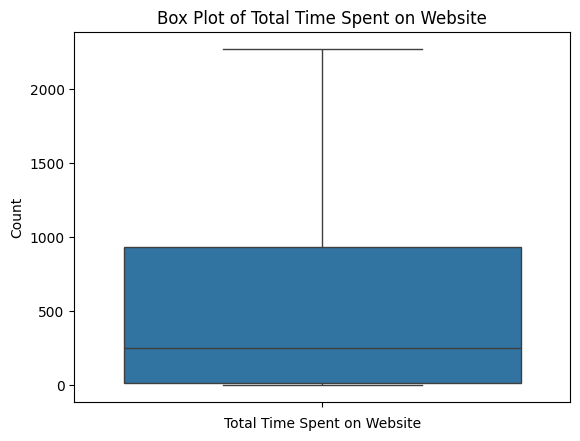 Box Plot of Total Time Spent on Website
2000
1500
1000
500
0
Count
Total Time Spent on Website